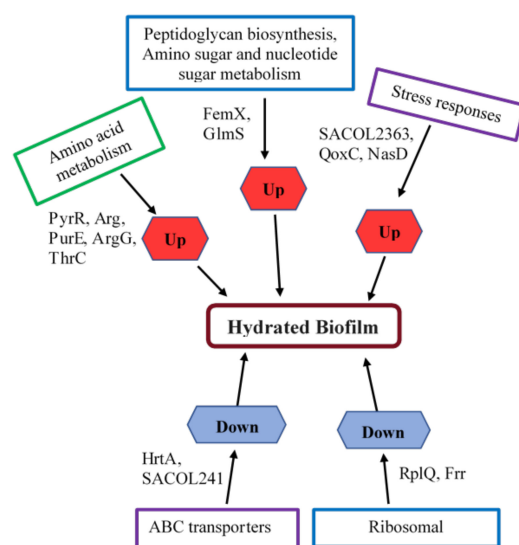 Peptidoglycan biosynthesis,
Amino sugar and nucleotide
sugar metabolism
Stress responses
Amino acid
metabolism
FemX,
GlmS
SACOL2363,
QoxC, NasD
Up
PyrR, Arg,
PurE, ArgG,
ThrC
Up
Up
Hydrated Biofilm
Down
Down
HrtA,
SACOL241
RplQ, Frr
ABC transporters
Ribosomal